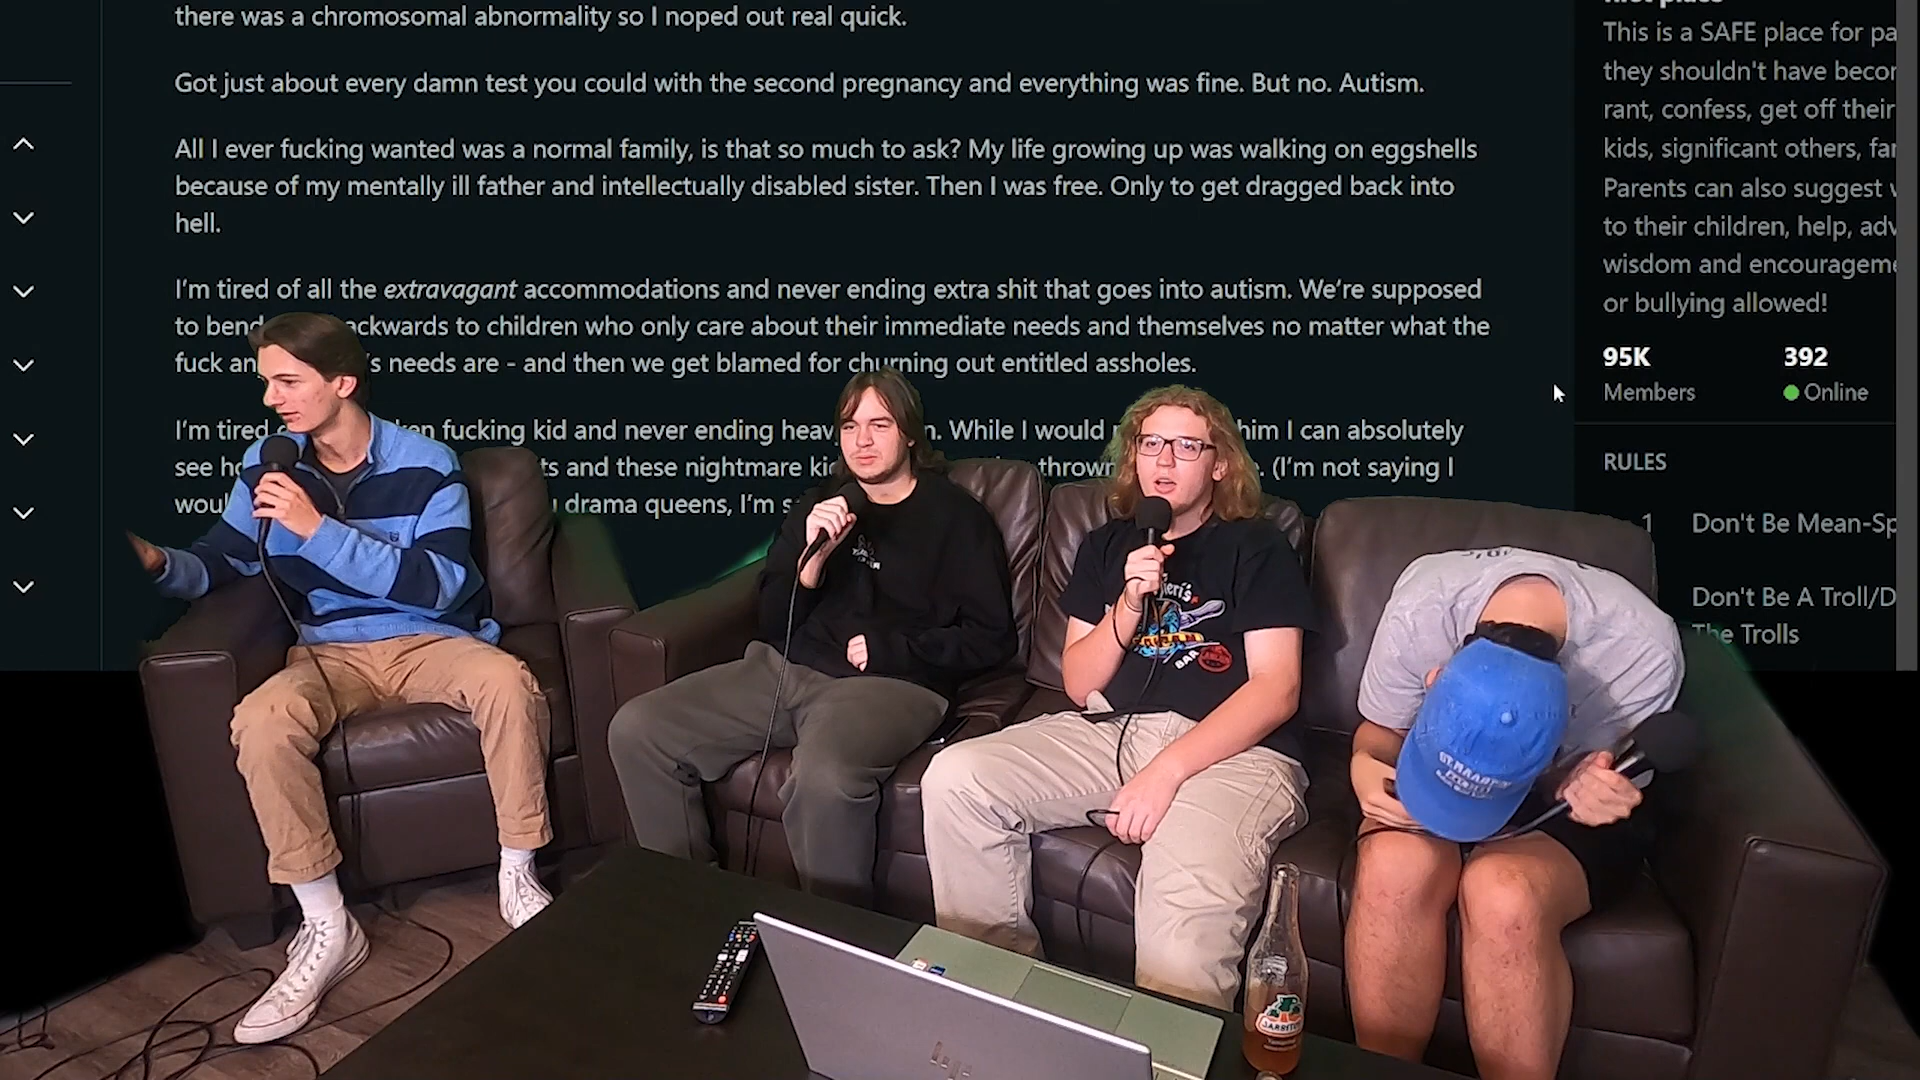 there was a chromosomal abnormality so I noped out real quick.
Got just about every damn test you could with the second pregnancy and everything was fine. But no. Autism.
All I ever fucking wanted was a normal family, is that so much to ask? My life growing up was walking on eggshells
because of my mentally ill father and intellectually disabled sister. Then I was free. Only to get dragged back into
hell.
I'm tired of all the extravagant accommodations and never ending extra shit that goes into autism. We're supposed
to bend ackwards to children who only care about their immediate needs and themselves no matter what the
fuck an 's needs are - and then we get blamed for churning out entitled assholes.
I'm tired ken fucking kid and never ending heav n. While I would him I can absolutely
see ts and these nightmare thrown . (I'm not saying I
drama queens, I'm
This is a SAFE place for pa
they shouldn't have becor
rant, confess, get off their
kids, significant others, far
Parents can also suggest
to their children, help, adv
wisdom and encourageme
or bullying allowed!
95K 392
Members Online
RULES
1 Don't Be Mean-Sp
Don't Be A Troll/D
The Trolls
BAR
JARRITOS